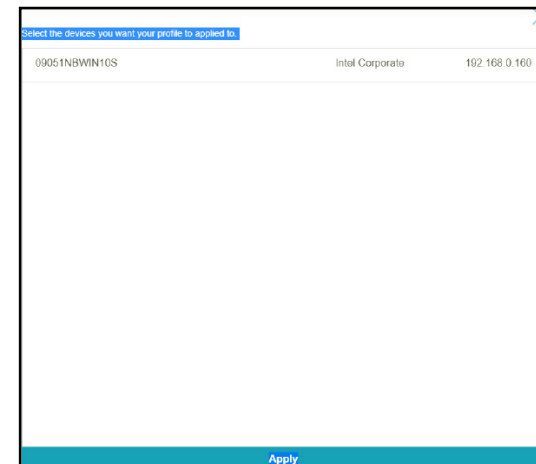 Select the devices you want your profile to applied to.
09051NBWIN10S Intel Corporate 192.168.0.160
Apply